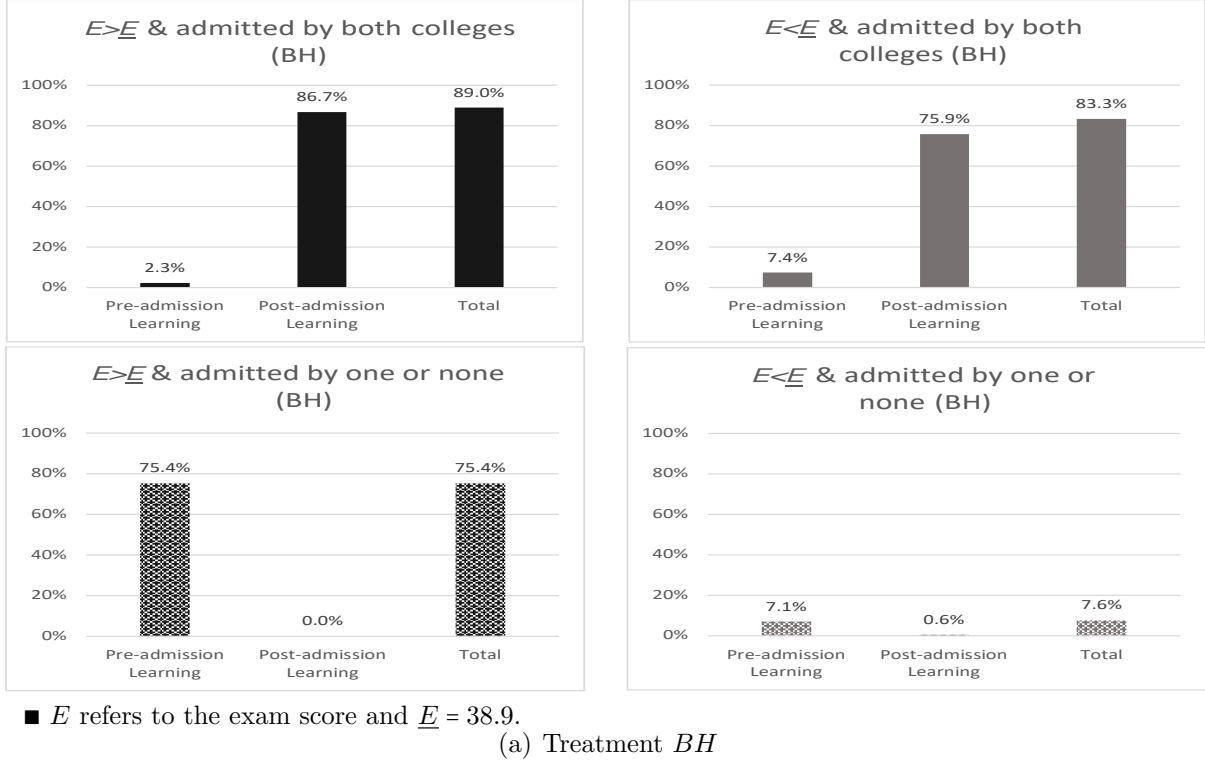 E>E & admitted by both colleges
(BH)
100%
80%
60%
40%
20%
0%
2.3%
86.7%
89.0%
Pre-admission
Learning
Post-admission
Learning
Total
E<E & admitted by both
colleges (BH)
100%
80%
60%
40%
20%
0%
7.4%
75.9%
83.3%
Pre-admission
Learning
Post-admission
Learning
Total
E>E & admitted by one or none
(BH)
100%
80%
60%
40%
20%
0%
75.4%
0.0%
75.4%
Pre-admission
Learning
Post-admission
Learning
Total
E<E & admitted by one or
none (BH)
100%
80%
60%
40%
20%
0%
7.1%
0.6%
7.6%
Pre-admission
Learning
Post-admission
Learning
Total
■ E refers to the exam score and E = 38.9.
(a) Treatment BH